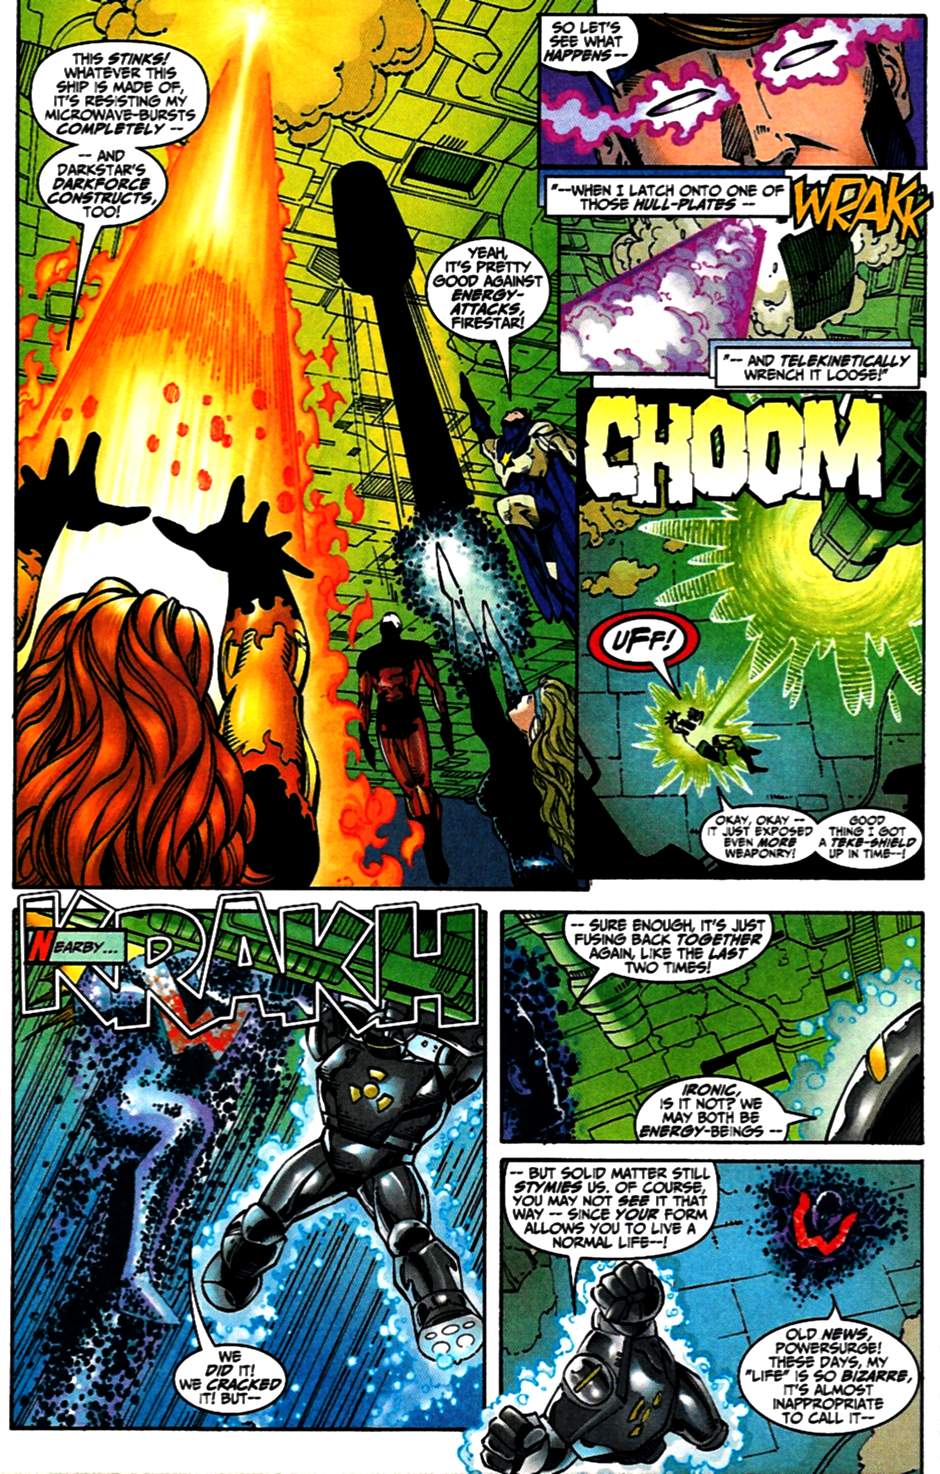 THIS STINKS!
WHATEVER THIS
SHIP IS MADE OF,
IT'S RESISTING MY
MICROWAVE-BURSTS
COMPLETELY --
-- AND
DARKSTAR'S
DARKFORCE
CONSTRUCTS,
TOO!
YEAH,
IT'S PRETTY
GOOD AGAINST
ENERGY-
ATTACKS,
FIRESTAR!
SO LET'S
SEE WHAT
HAPPENS --
"--WHEN I LATCH ONTO ONE OF
THOSE HULL-PLATES --
WRAKK
"-- AND TELEKINETICALLY
WRENCH IT LOOSE!"
CHOOM
UFF!
OKAY, OKAY --
IT JUST EXPOSED
EVEN MORE
WEAPONRY!
GOOD
THING I GOT
A TEKE-SHIELD
UP IN TIME--!
NEARBY...
KRAKH
WE
DID IT!
WE CRACKED
IT! BUT--
-- SURE ENOUGH, IT'S JUST
FUSING BACK TOGETHER
AGAIN, LIKE THE LAST
TWO TIMES!
IRONIC,
IS IT NOT? WE
MAY BOTH BE
ENERGY-BEINGS --
-- BUT SOLID MATTER STILL
STYMIES US. OF COURSE,
YOU MAY NOT SEE IT THAT
WAY -- SINCE YOUR FORM
ALLOWS YOU TO LIVE A
NORMAL LIFE--!
OLD NEWS,
POWERSURGE!
THESE DAYS, MY
"LIFE" IS SO BIZARRE,
IT'S ALMOST
INAPPROPRIATE
TO CALL IT--